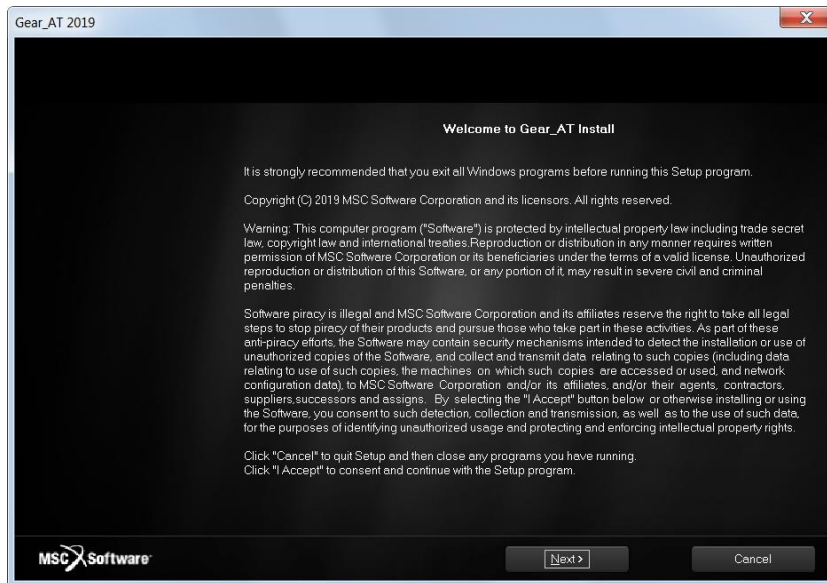 Gear_AT 2019
Welcome to Gear_AT Install
It is strongly recommended that you exit all Windows programs before running this Setup program.
Copyright (C) 2019 MSC Software Corporation and its licensors. All rights reserved.
Warning: This computer program ("Software") is protected by intellectual property law including trade secret
law, copyright law and international treaties.Reproduction or distribution in any manner requires written
permission of MSC Software Corporation or its beneficiaries under the terms of a valid license. Unauthorized
reproduction or distribution of this Software, or any portion of it, may result in severe civil and criminal
penalties.
Software piracy is illegal and MSC Software Corporation and its affiliates reserve the right to take all legal
steps to stop piracy of their products and pursue those who take part in these activities. As part of these
anti-piracy efforts, the Software may contain security mechanisms intended to detect the installation or use of
unauthorized copies of the Software, and collect and transmit data relating to such copies (including data
relating to use of such copies, the machines on which such copies are accessed or used, and network
configuration data), to MSC Software Corporation and/or its affiliates, and/or their agents, contractors,
suppliers,successors and assigns. By selecting the "I Accept" button below or otherwise installing or using
the Software, you consent to such detection, collection and transmission, as well as to the use of such data,
for the purposes of identifying unauthorized usage and protecting and enforcing intellectual property rights.
Click "Cancel" to quit Setup and then close any programs you have running.
Click "I Accept" to consent and continue with the Setup program.
MSC Software
Next >
Cancel